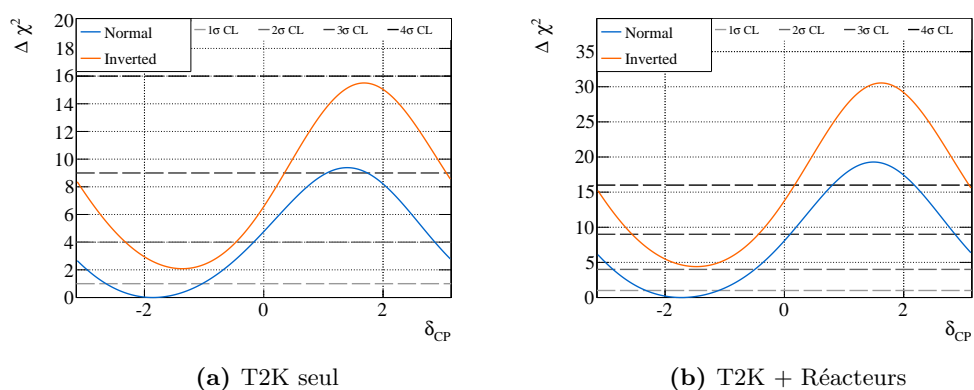 Δ χ²
20
18
16
14
12
10
8
6
4
2
0
Normal
Inverted
1σ CL
2σ CL
3σ CL
4σ CL
-2
0
2
δCP
(a) T2K seul
Δ χ²
35
30
25
20
15
10
5
0
Normal
Inverted
1σ CL
2σ CL
3σ CL
4σ CL
-2
0
2
δCP
(b) T2K + Réacteurs